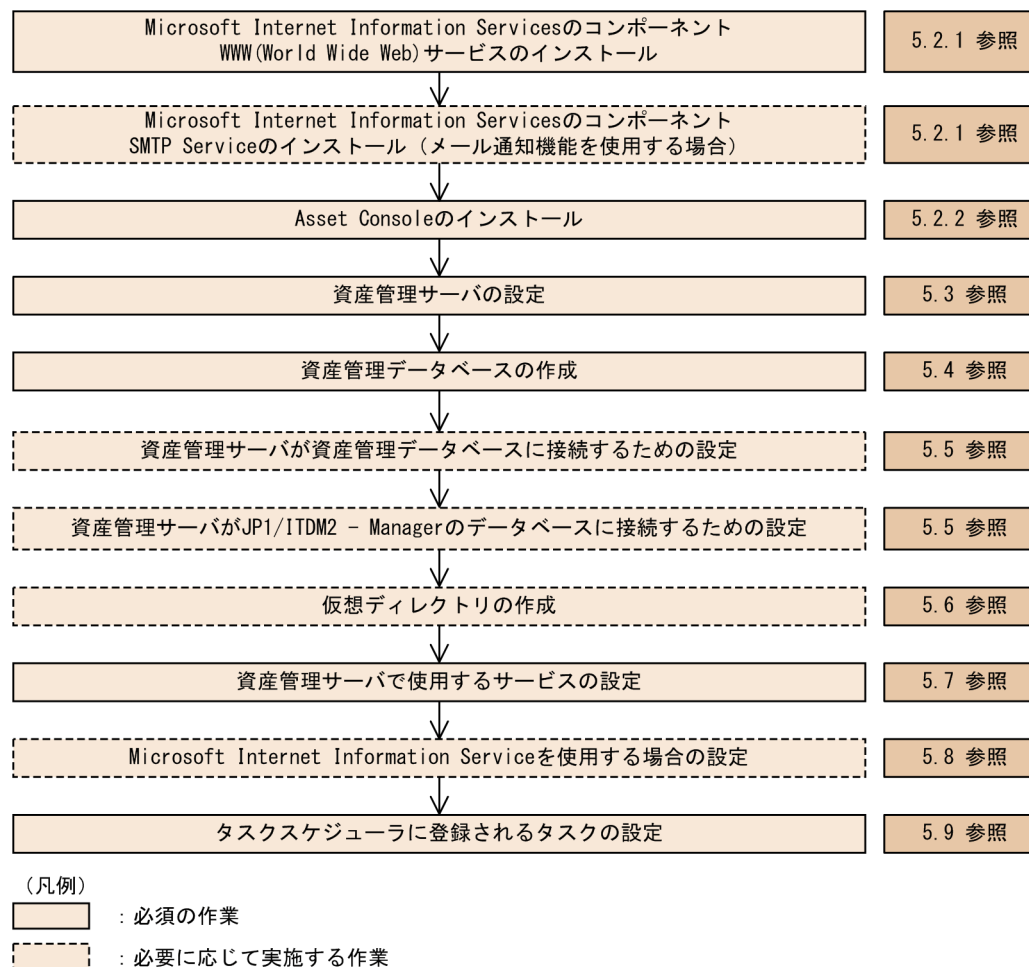 Microsoft Internet Information Servicesのコンポーネント
WWW(World Wide Web)サービスのインストール
5.2.1 参照
Microsoft Internet Information Servicesのコンポーネント
SMTP Serviceのインストール（メール通知機能を使用する場合）
5.2.1 参照
Asset Consoleのインストール
5.2.2 参照
資産管理サーバの設定
5.3 参照
資産管理データベースの作成
5.4 参照
資産管理サーバが資産管理データベースに接続するための設定
5.5 参照
資産管理サーバがJP1/ITDM2 - Managerのデータベースに接続するための設定
5.5 参照
仮想ディレクトリの作成
5.6 参照
資産管理サーバで使用するサービスの設定
5.7 参照
Microsoft Internet Information Serviceを使用する場合の設定
5.8 参照
タスクスケジューラに登録されるタスクの設定
5.9 参照
（凡例）
：必須の作業
：必要に応じて実施する作業